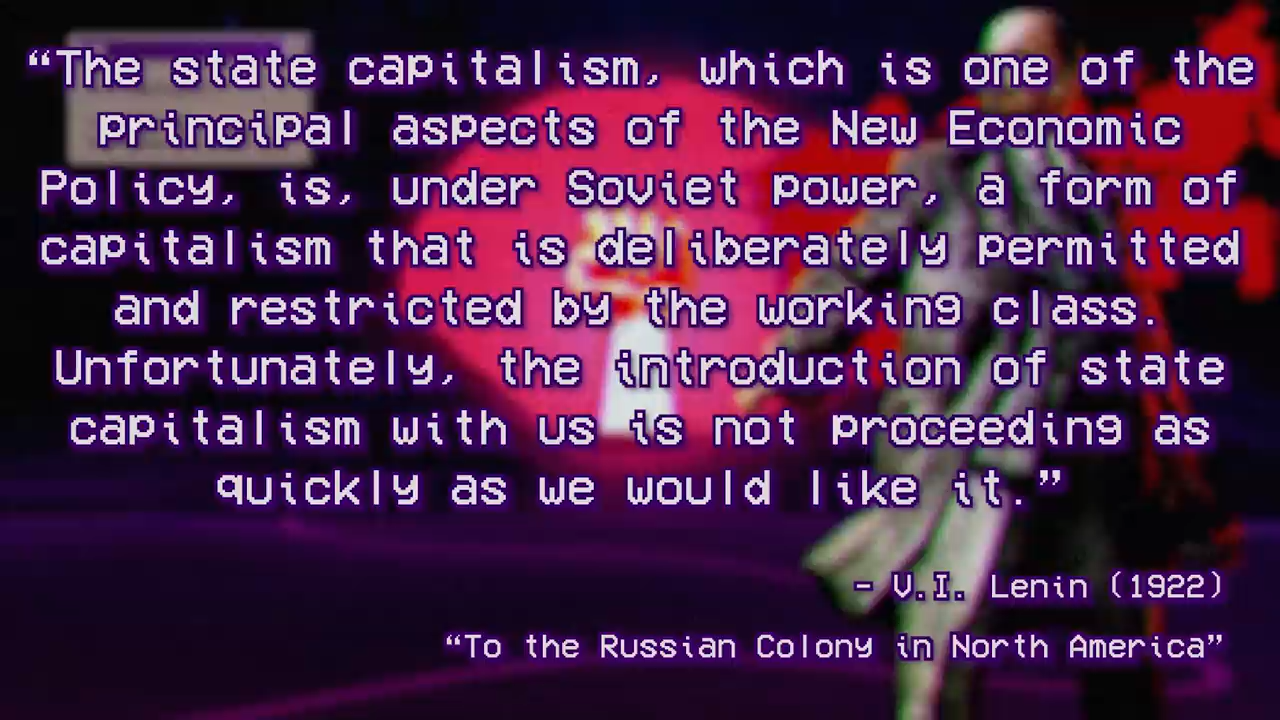 “The state capitalism, which is one of the
principal aspects of the New Economic
Policy, is, under Soviet power, a form of
capitalism that is deliberately permitted
and restricted by the working class.
Unfortunately, the introduction of state
capitalism with us is not proceeding as
quickly as we would like it.”
- V.I. Lenin (1922)
“To the Russian Colony in North America”